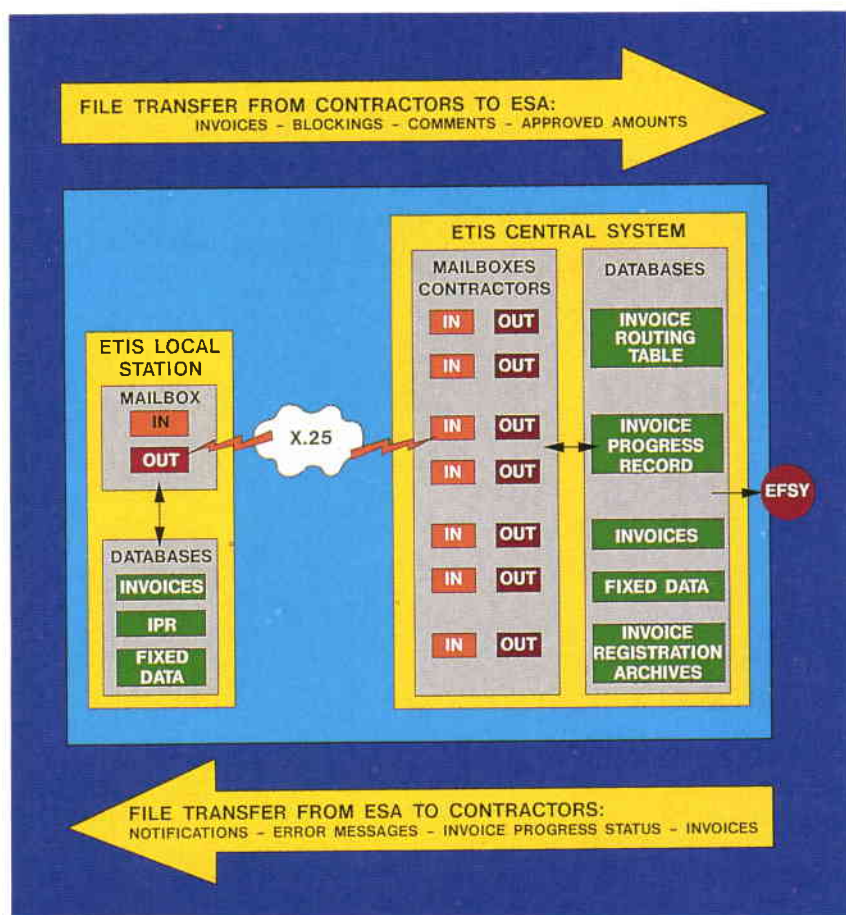 FILE TRANSFER FROM CONTRACTORS TO ESA:
INVOICES - BLOCKINGS - COMMENTS - APPROVED AMOUNTS
ETIS LOCAL
STATION
MAILBOX
IN
OUT
DATABASES
INVOICES
IPR
FIXED
DATA
X.25
ETIS CENTRAL SYSTEM
MAILBOXES
CONTRACTORS
IN OUT
IN OUT
IN OUT
IN OUT
IN OUT
IN OUT
IN OUT
DATABASES
INVOICE
ROUTING
TABLE
INVOICE
PROGRESS
RECORD
INVOICES
FIXED DATA
INVOICE
REGISTRATION
ARCHIVES
EFSY
FILE TRANSFER FROM ESA TO CONTRACTORS:
NOTIFICATIONS - ERROR MESSAGES - INVOICE PROGRESS STATUS - INVOICES